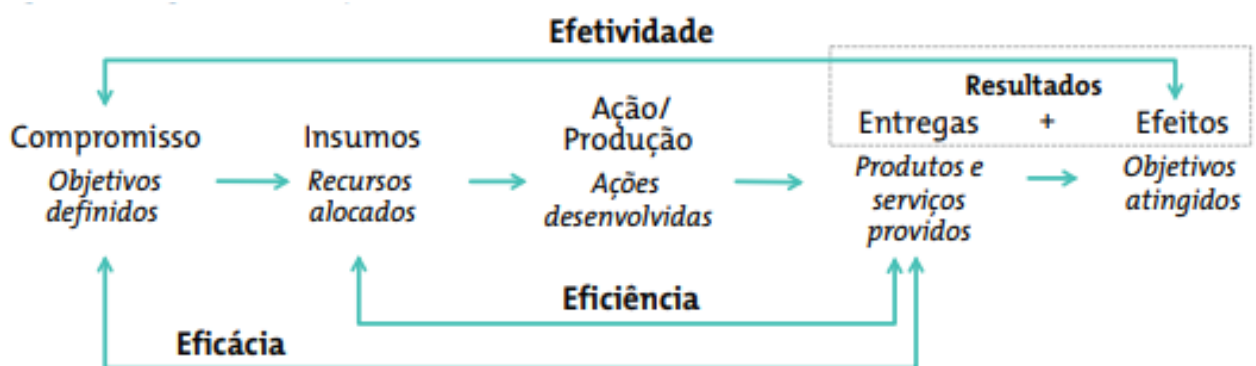 Efetividade
Resultados
Compromisso
Insumos
Ação/
Produção
Entregas + Efeitos
Objetivos
definidos
Recursos
alocados
Ações
desenvolvidas
Produtos e
serviços
providos
Objetivos
atingidos
Eficiência
Eficácia